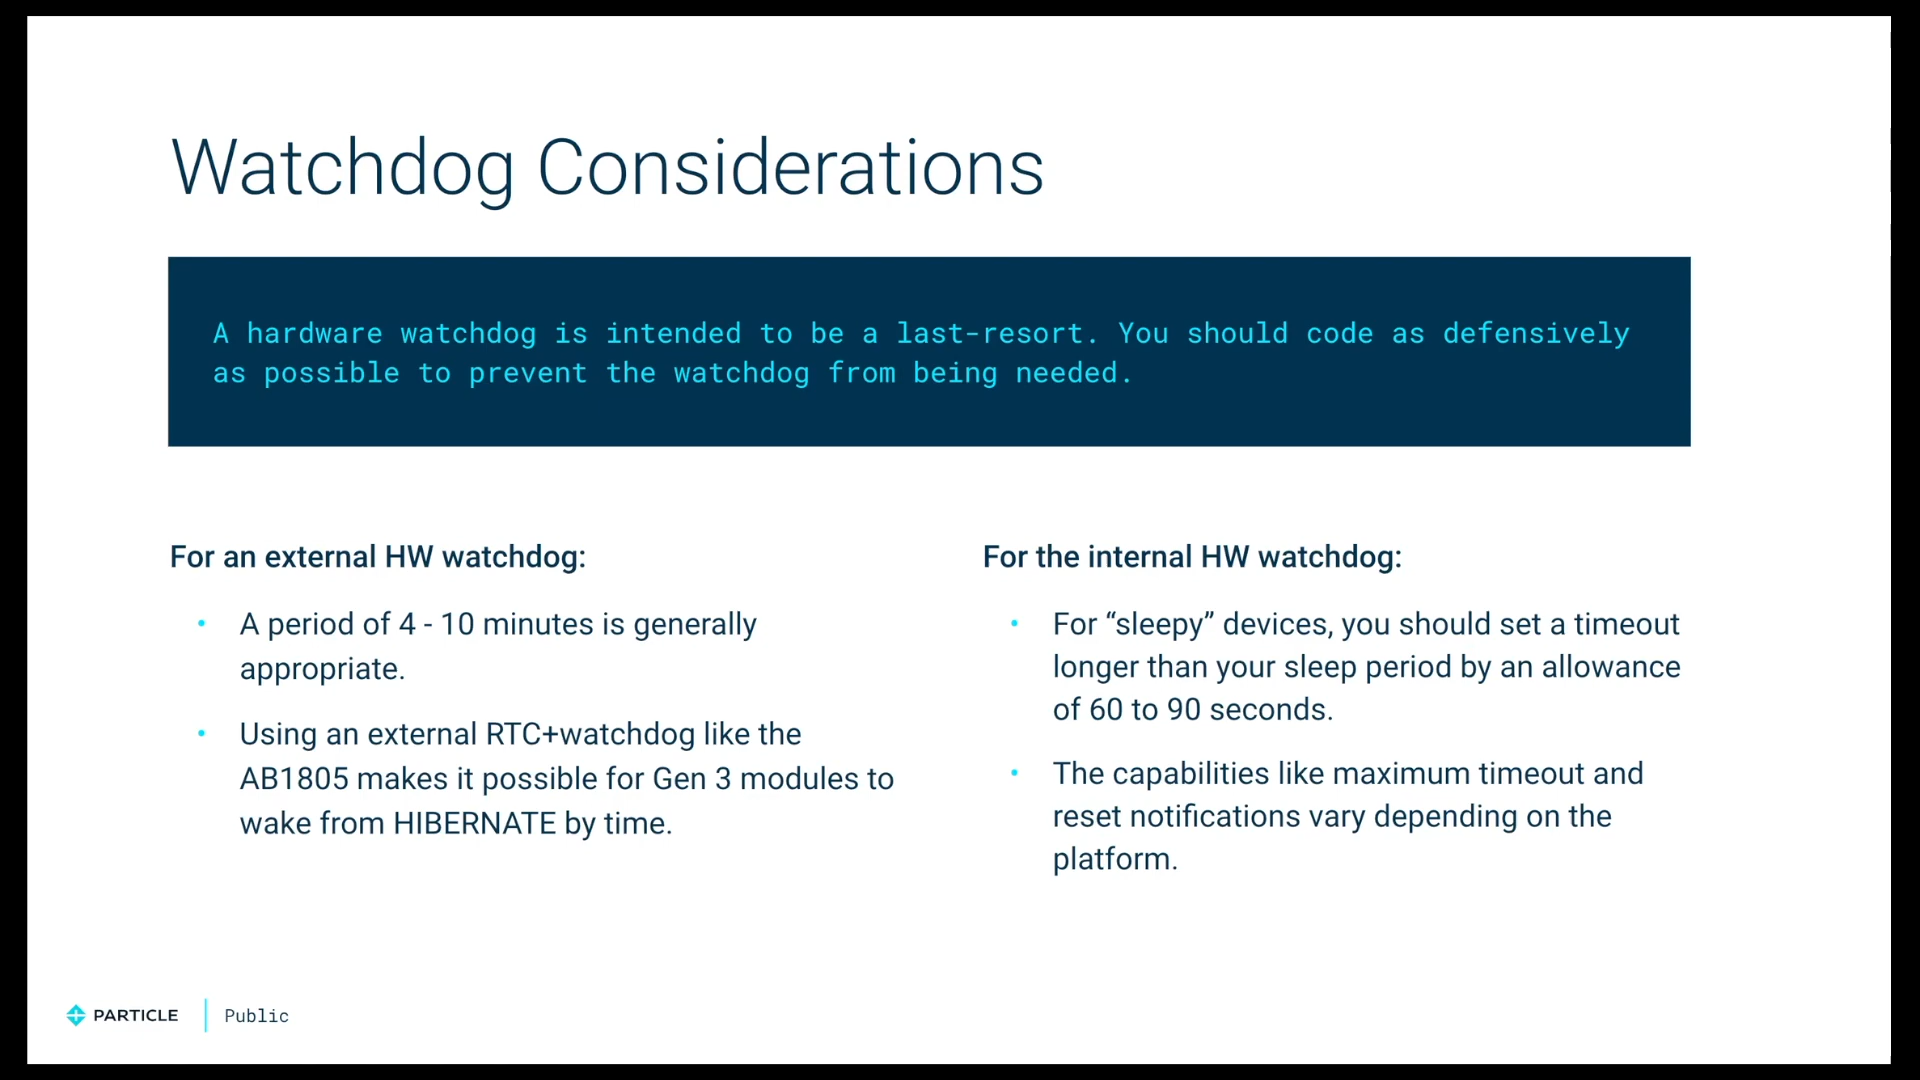 Watchdog Considerations
A hardware watchdog is intended to be a last-resort. You should code as defensively
as possible to prevent the watchdog from being needed.
For an external HW watchdog:
• A period of 4 - 10 minutes is generally
appropriate.
• Using an external RTC+watchdog like the
AB1805 makes it possible for Gen 3 modules to
wake from HIBERNATE by time.
For the internal HW watchdog:
• For “sleepy” devices, you should set a timeout
longer than your sleep period by an allowance
of 60 to 90 seconds.
• The capabilities like maximum timeout and
reset notifications vary depending on the
platform.
PARTICLE | Public